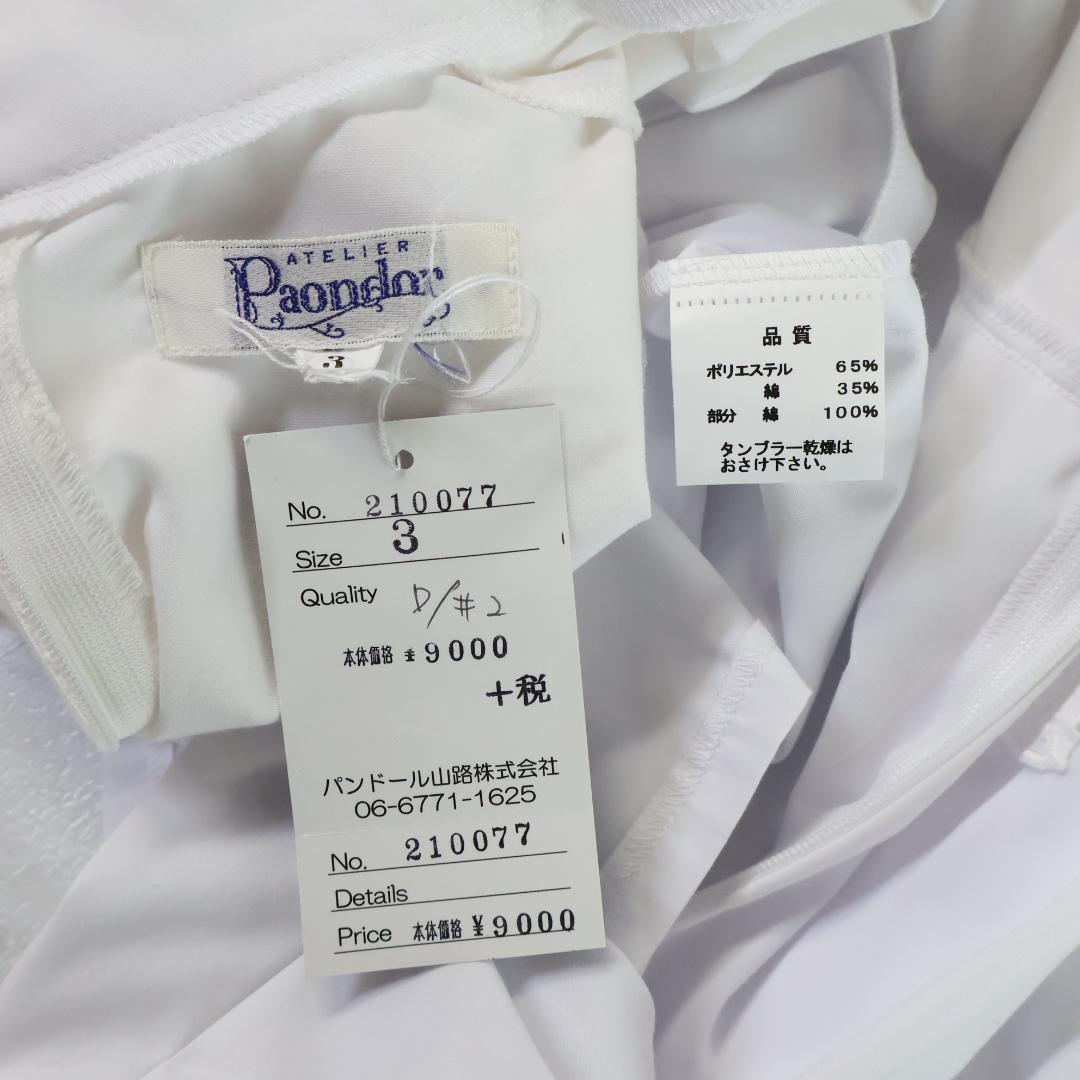 ATELIER
Paondor
3
No. 210077
Size 3
Quality D/#2
本体価格 ¥9000
+税
パンドール山路株式会社
06-6771-1625
No. 210077
Details
Price 本体価格 ¥9000
品質
ポリエステル 65%
綿 35%
部分 綿 100%
タンブラー乾燥は
おさけ下さい。